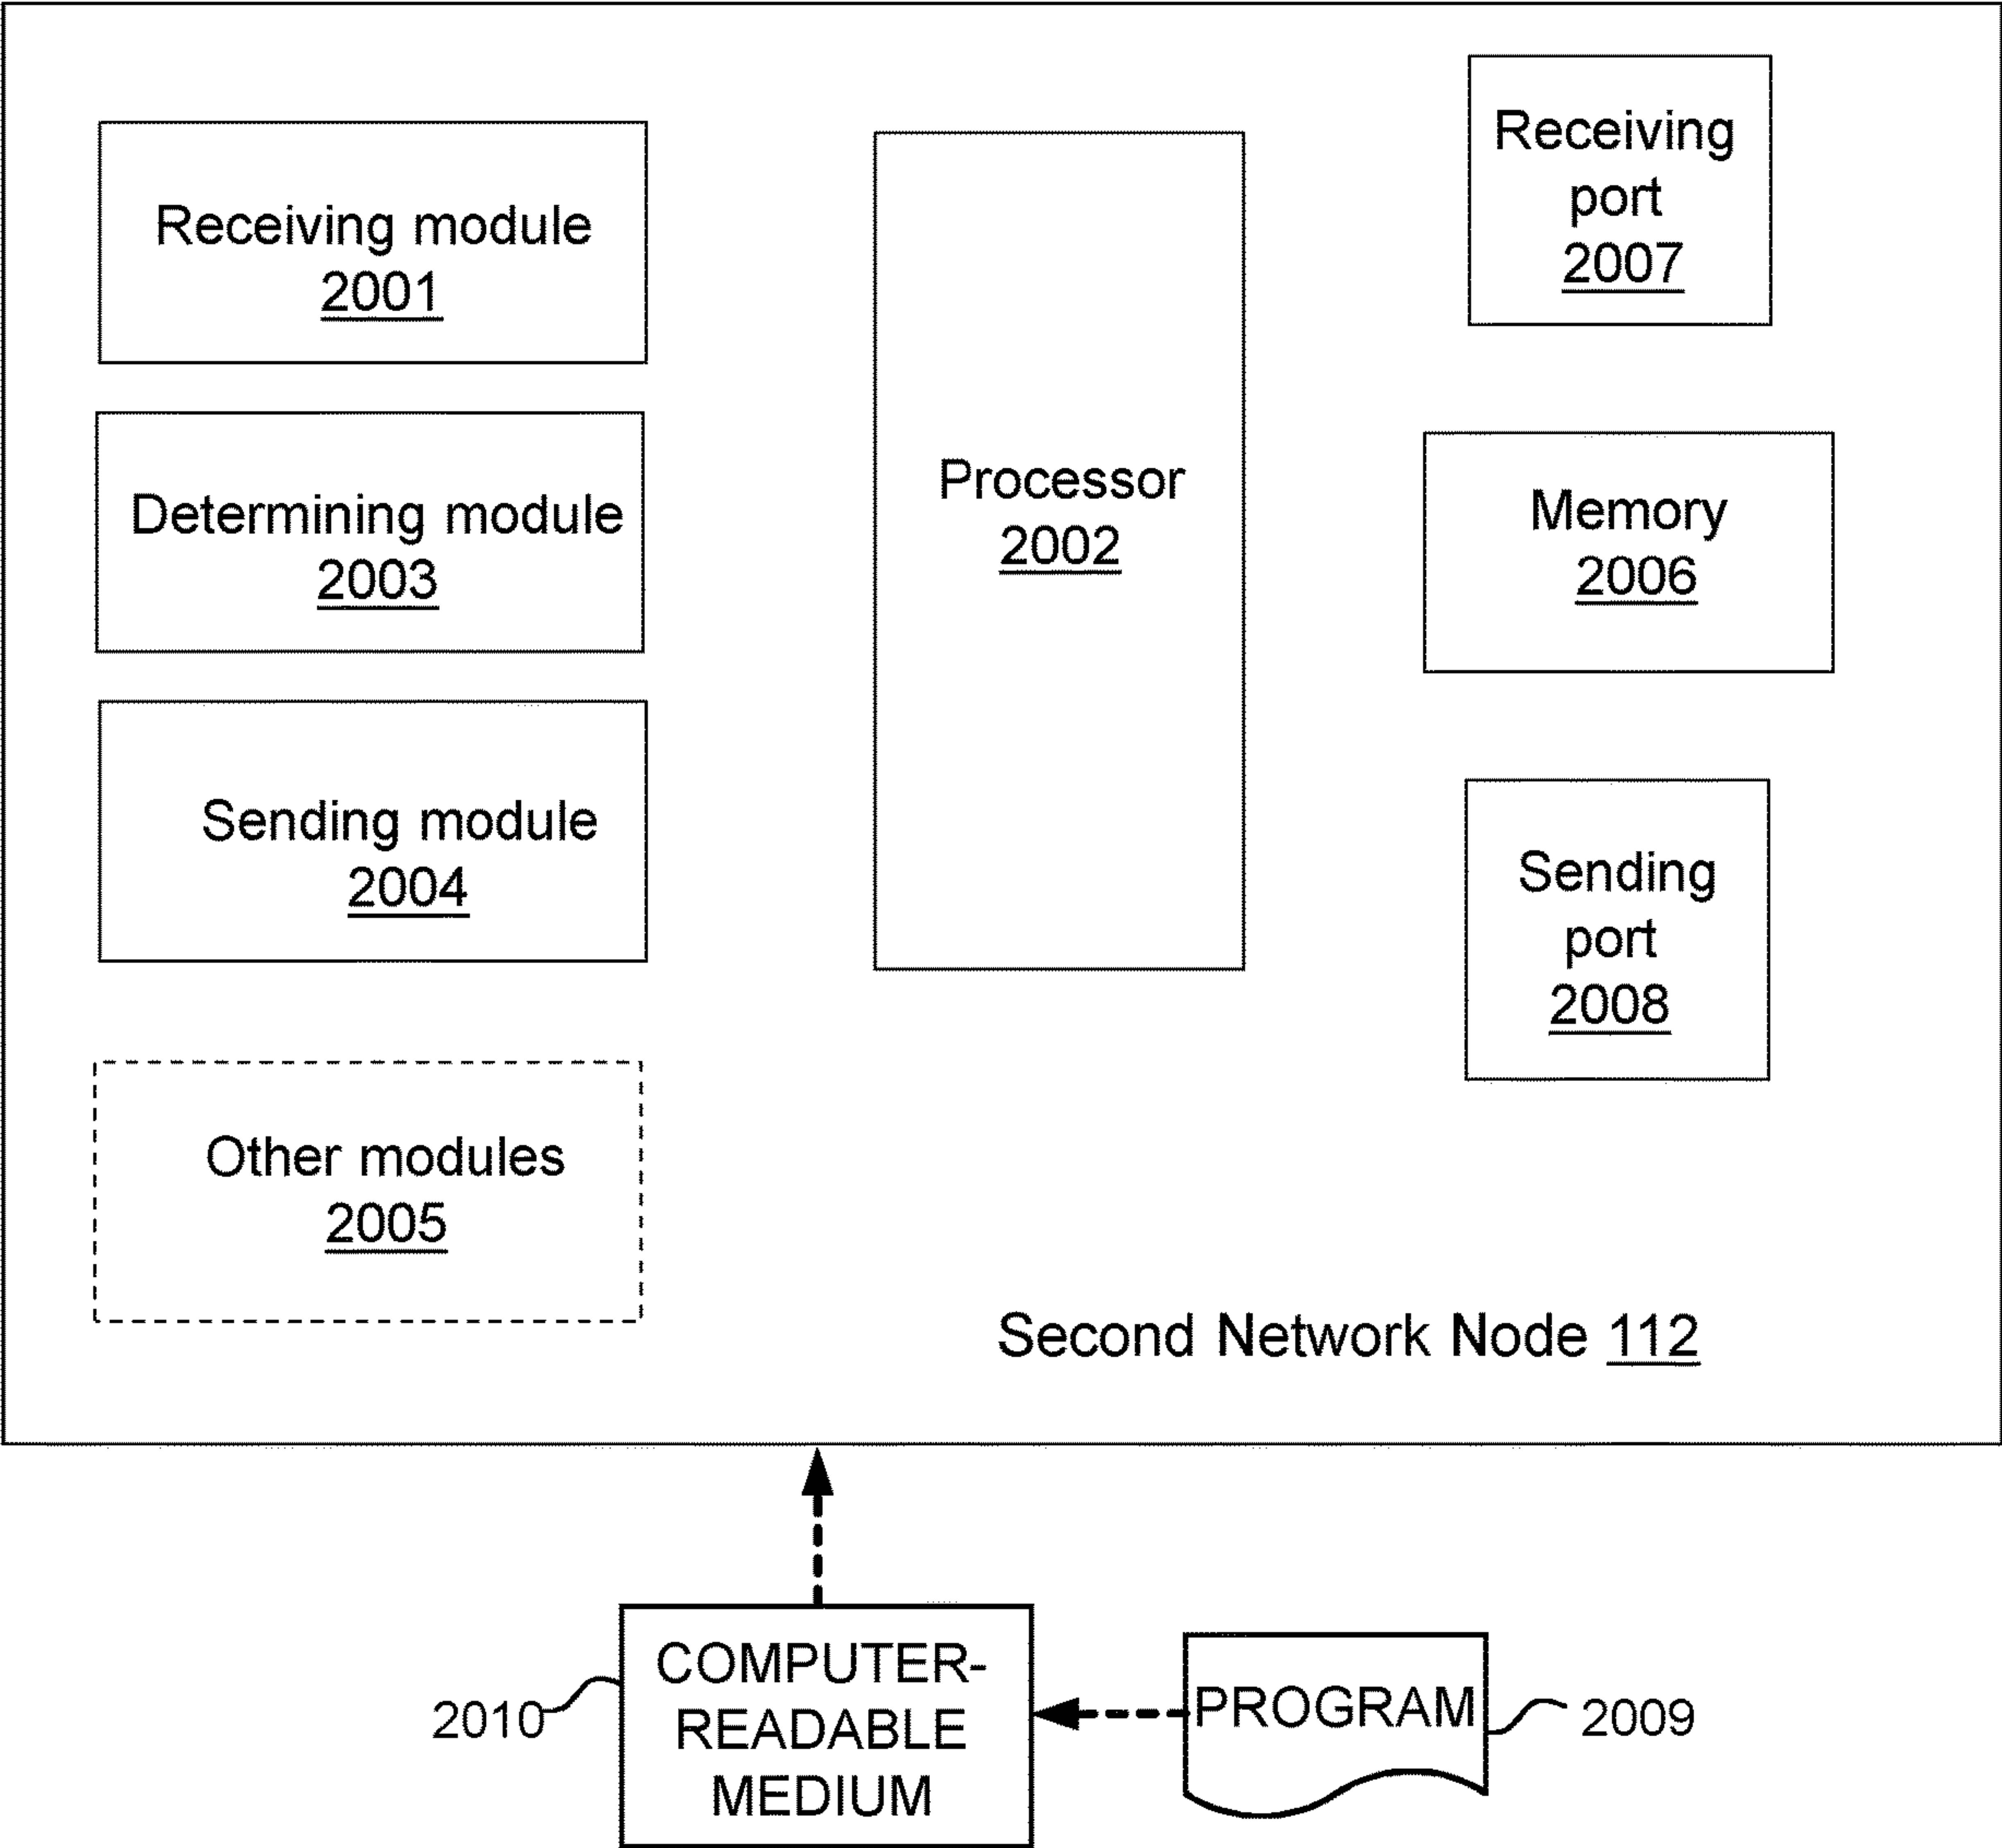 Receiving module
2001
Determining module
2003
Sending module
2004
Other modules
2005
Processor
2002
Receiving
port
2007
Memory
2006
Sending
port
2008
Second Network Node 112
2010
COMPUTER-
READABLE
MEDIUM
PROGRAM
2009